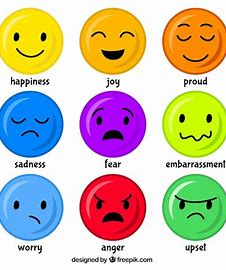 happiness joy proud
sadness fear embarrassment
worry anger upset
designed by freepik.com